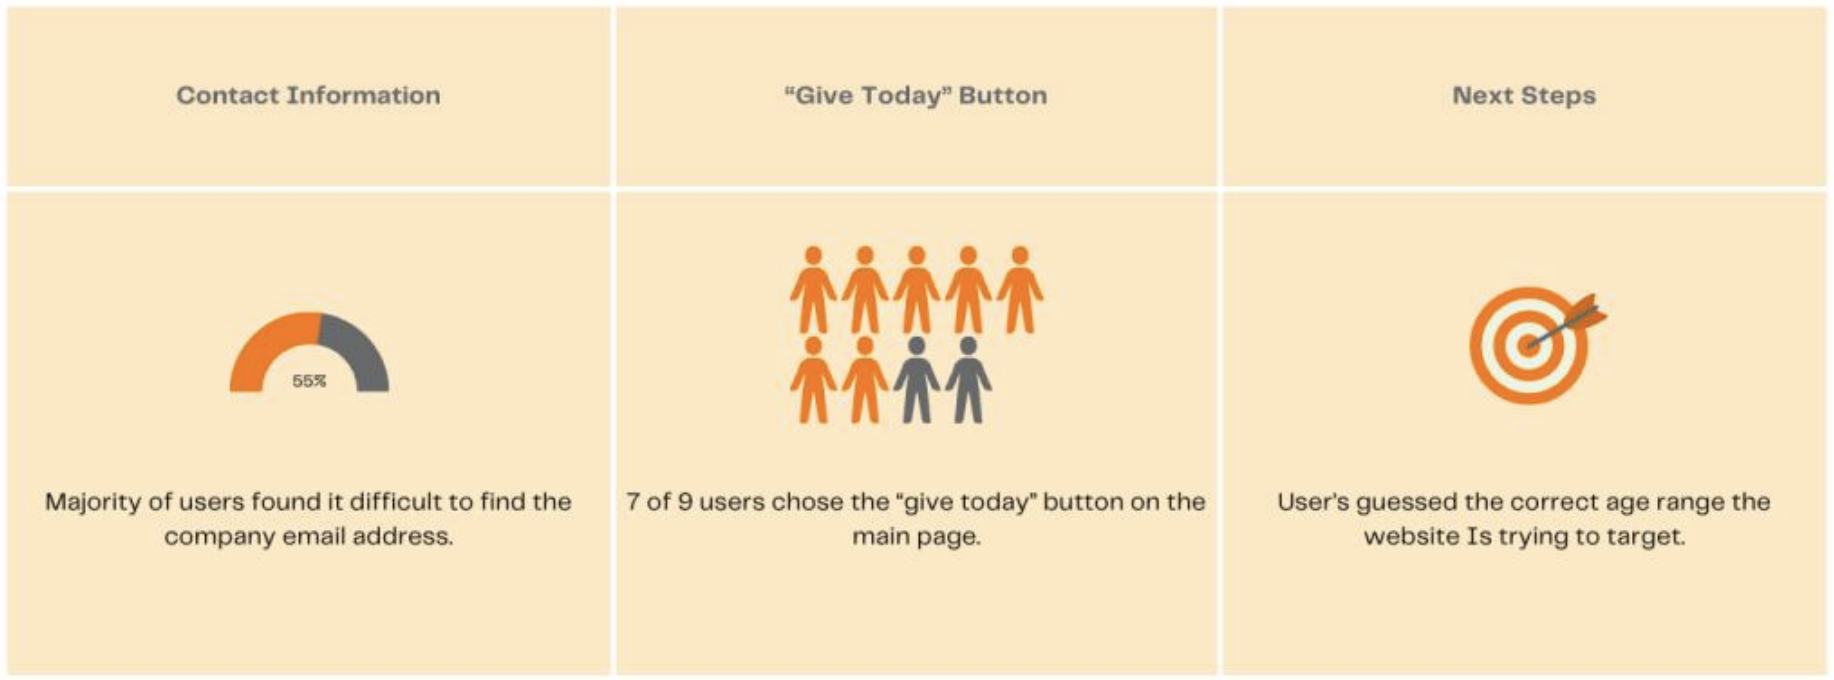 Contact Information
“Give Today” Button
Next Steps
55%
Majority of users found it difficult to find the
company email address.
7 of 9 users chose the “give today” button on the
main page.
User's guessed the correct age range the
website Is trying to target.